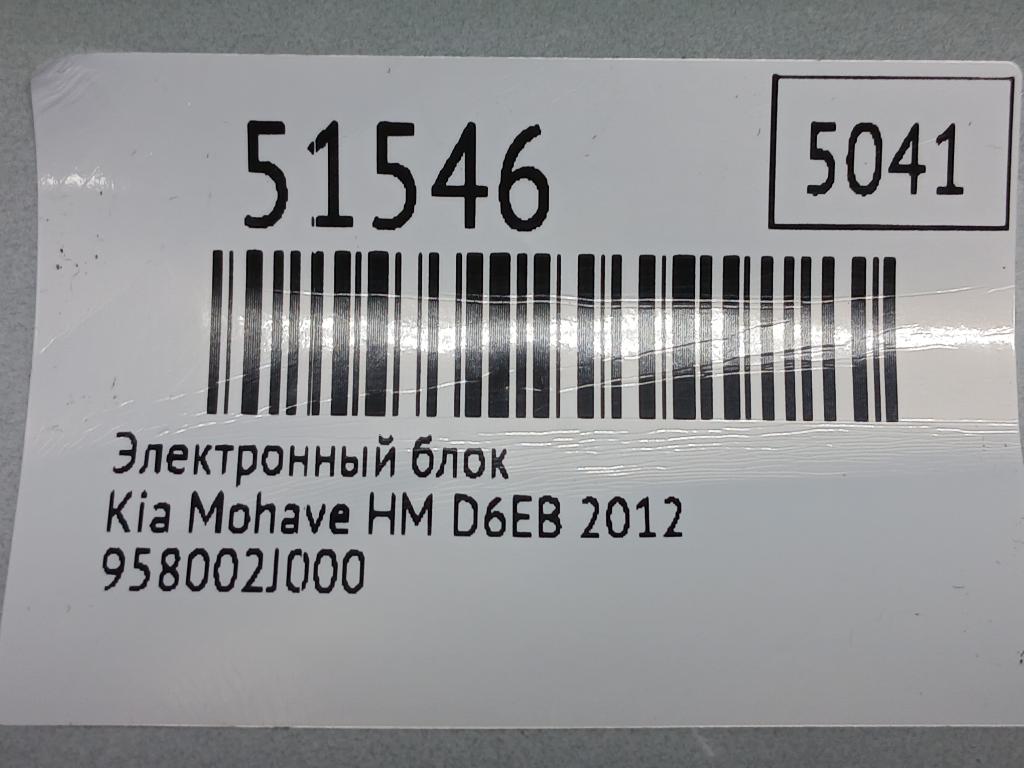 51546
5041
Электронный блок
Kia Mohave HM D6EB 2012
958002J000